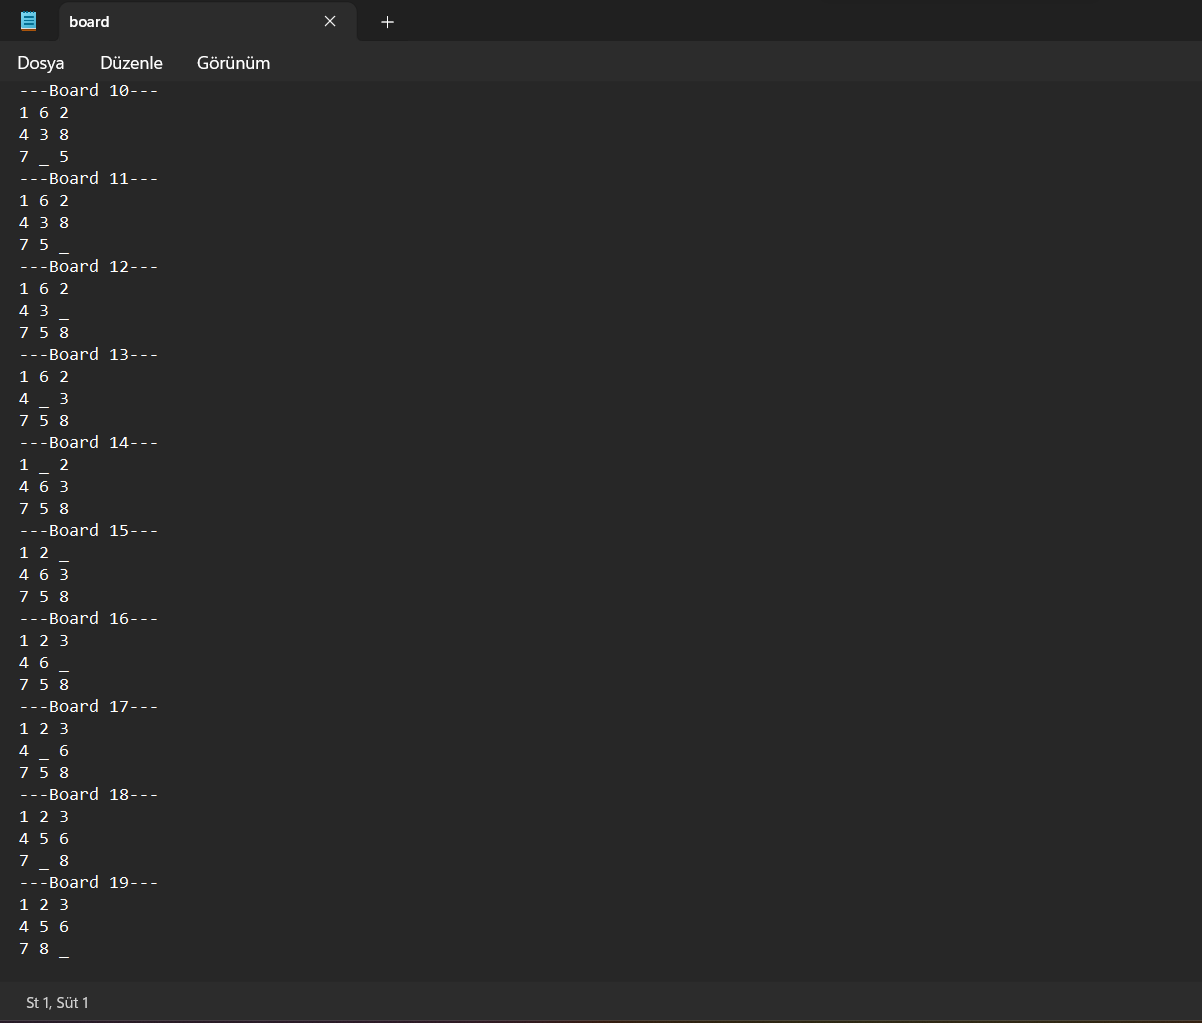 board
Dosya Düzenle Görünüm
---Board 10---
1 6 2
4 3 8
7 _ 5
---Board 11---
1 6 2
4 3 8
7 5 _
---Board 12---
1 6 2
4 3 _
7 5 8
---Board 13---
1 6 2
4 _ 3
7 5 8
---Board 14---
1 _ 2
4 6 3
7 5 8
---Board 15---
1 2 _
4 6 3
7 5 8
---Board 16---
1 2 3
4 6 _
7 5 8
---Board 17---
1 2 3
4 _ 6
7 5 8
---Board 18---
1 2 3
4 5 6
7 _ 8
---Board 19---
1 2 3
4 5 6
7 8 _
St 1, Süt 1